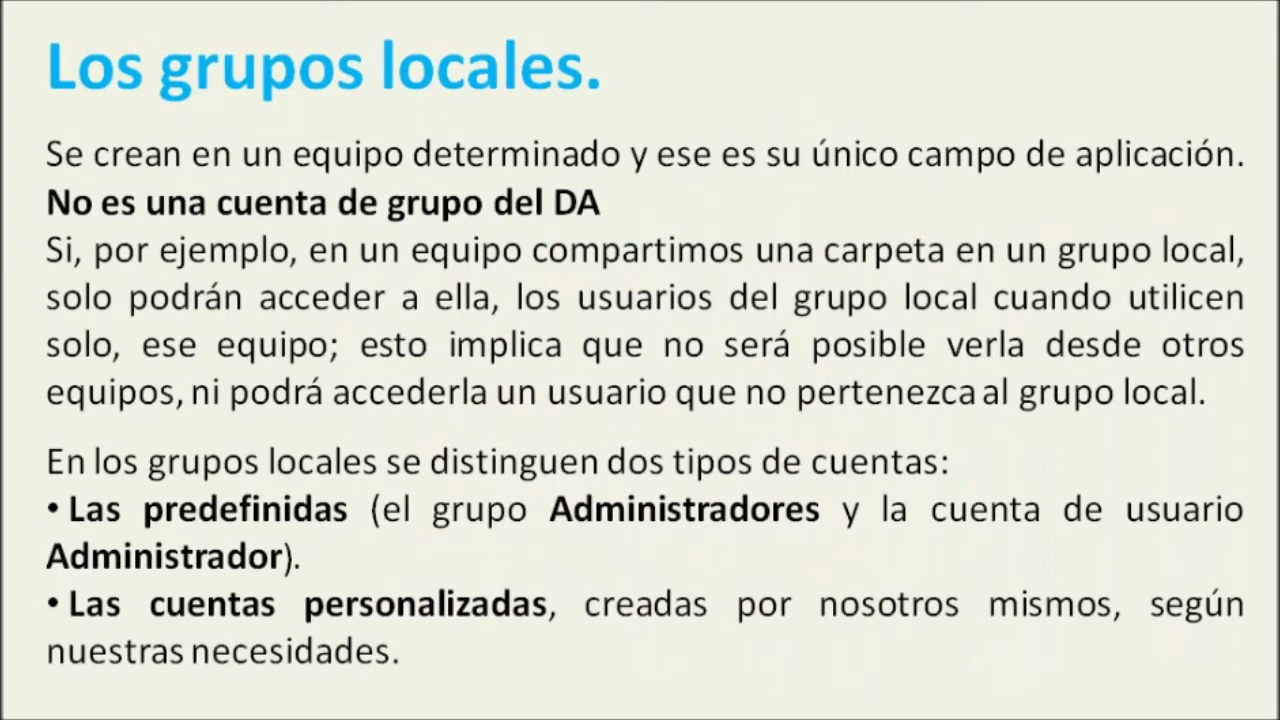 Los grupos locales.
Se crean en un equipo determinado y ese es su único campo de aplicación.
No es una cuenta de grupo del DA
Si, por ejemplo, en un equipo compartimos una carpeta en un grupo local,
solo podrán acceder a ella, los usuarios del grupo local cuando utilicen
solo, ese equipo; esto implica que no será posible verla desde otros
equipos, ni podrá accederla un usuario que no pertenezca al grupo local.
En los grupos locales se distinguen dos tipos de cuentas:
• Las predefinidas (el grupo Administradores y la cuenta de usuario
Administrador).
• Las cuentas personalizadas, creadas por nosotros mismos, según
nuestras necesidades.